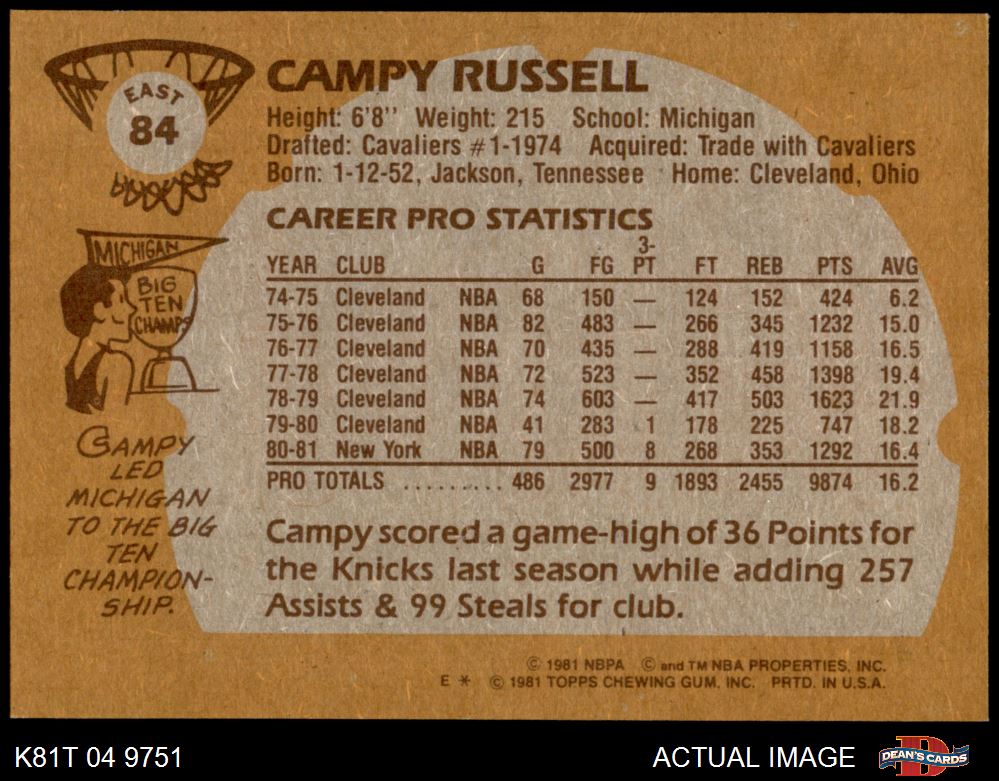 EAST
84
CAMPY RUSSELL
Height: 6'8" Weight: 215 School: Michigan
Drafted: Cavaliers #1-1974 Acquired: Trade with Cavaliers
Born: 1-12-52, Jackson, Tennessee Home: Cleveland, Ohio
CAREER PRO STATISTICS
YEAR CLUB G FG 3-PT FT REB PTS AVG
74-75 Cleveland NBA 68 150 — 124 152 424 6.2
75-76 Cleveland NBA 82 483 — 266 345 1232 15.0
76-77 Cleveland NBA 70 435 — 288 419 1158 16.5
77-78 Cleveland NBA 72 523 — 352 458 1398 19.4
78-79 Cleveland NBA 74 603 — 417 503 1623 21.9
79-80 Cleveland NBA 41 283 1 178 225 747 18.2
80-81 New York NBA 79 500 8 268 353 1292 16.4
PRO TOTALS .......... 486 2977 9 1893 2455 9874 16.2
Campy scored a game-high of 36 Points for
the Knicks last season while adding 257
Assists & 99 Steals for club.
MICHIGAN
BIG
TEN
CHAMPS
CAMPY
LED
MICHIGAN
TO THE BIG
TEN
CHAMPION-
SHIP.
© 1981 NBPA © and TM NBA PROPERTIES, INC.
E * © 1981 TOPPS CHEWING GUM, INC. PRTD. IN U.S.A.
K81T 04 9751
ACTUAL IMAGE
D
DEAN'S CARDS